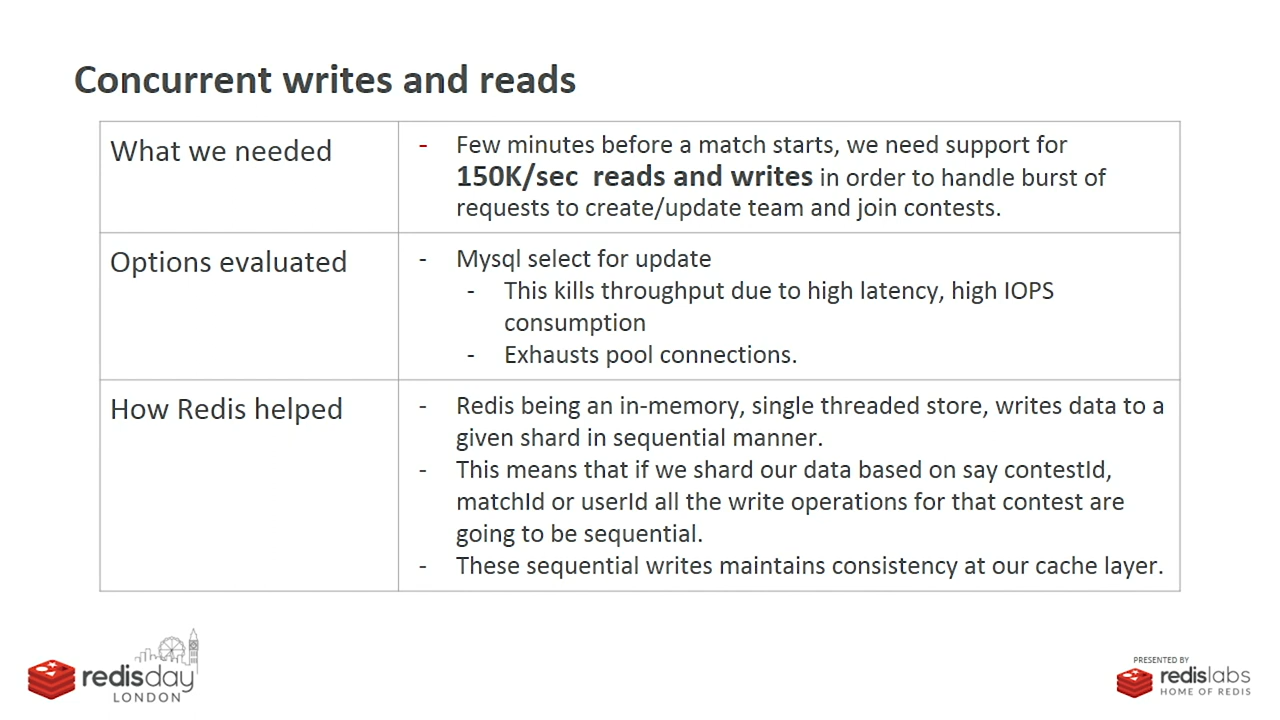 Concurrent writes and reads
What we needed
- Few minutes before a match starts, we need support for
150K/sec reads and writes in order to handle burst of
requests to create/update team and join contests.
Options evaluated
- Mysql select for update
- This kills throughput due to high latency, high IOPS
consumption
- Exhausts pool connections.
How Redis helped
- Redis being an in-memory, single threaded store, writes data to a
given shard in sequential manner.
- This means that if we shard our data based on say contestId,
matchId or userId all the write operations for that contest are
going to be sequential.
- These sequential writes maintains consistency at our cache layer.
redisday
LONDON
PRESENTED BY
redislabs
HOME OF REDIS